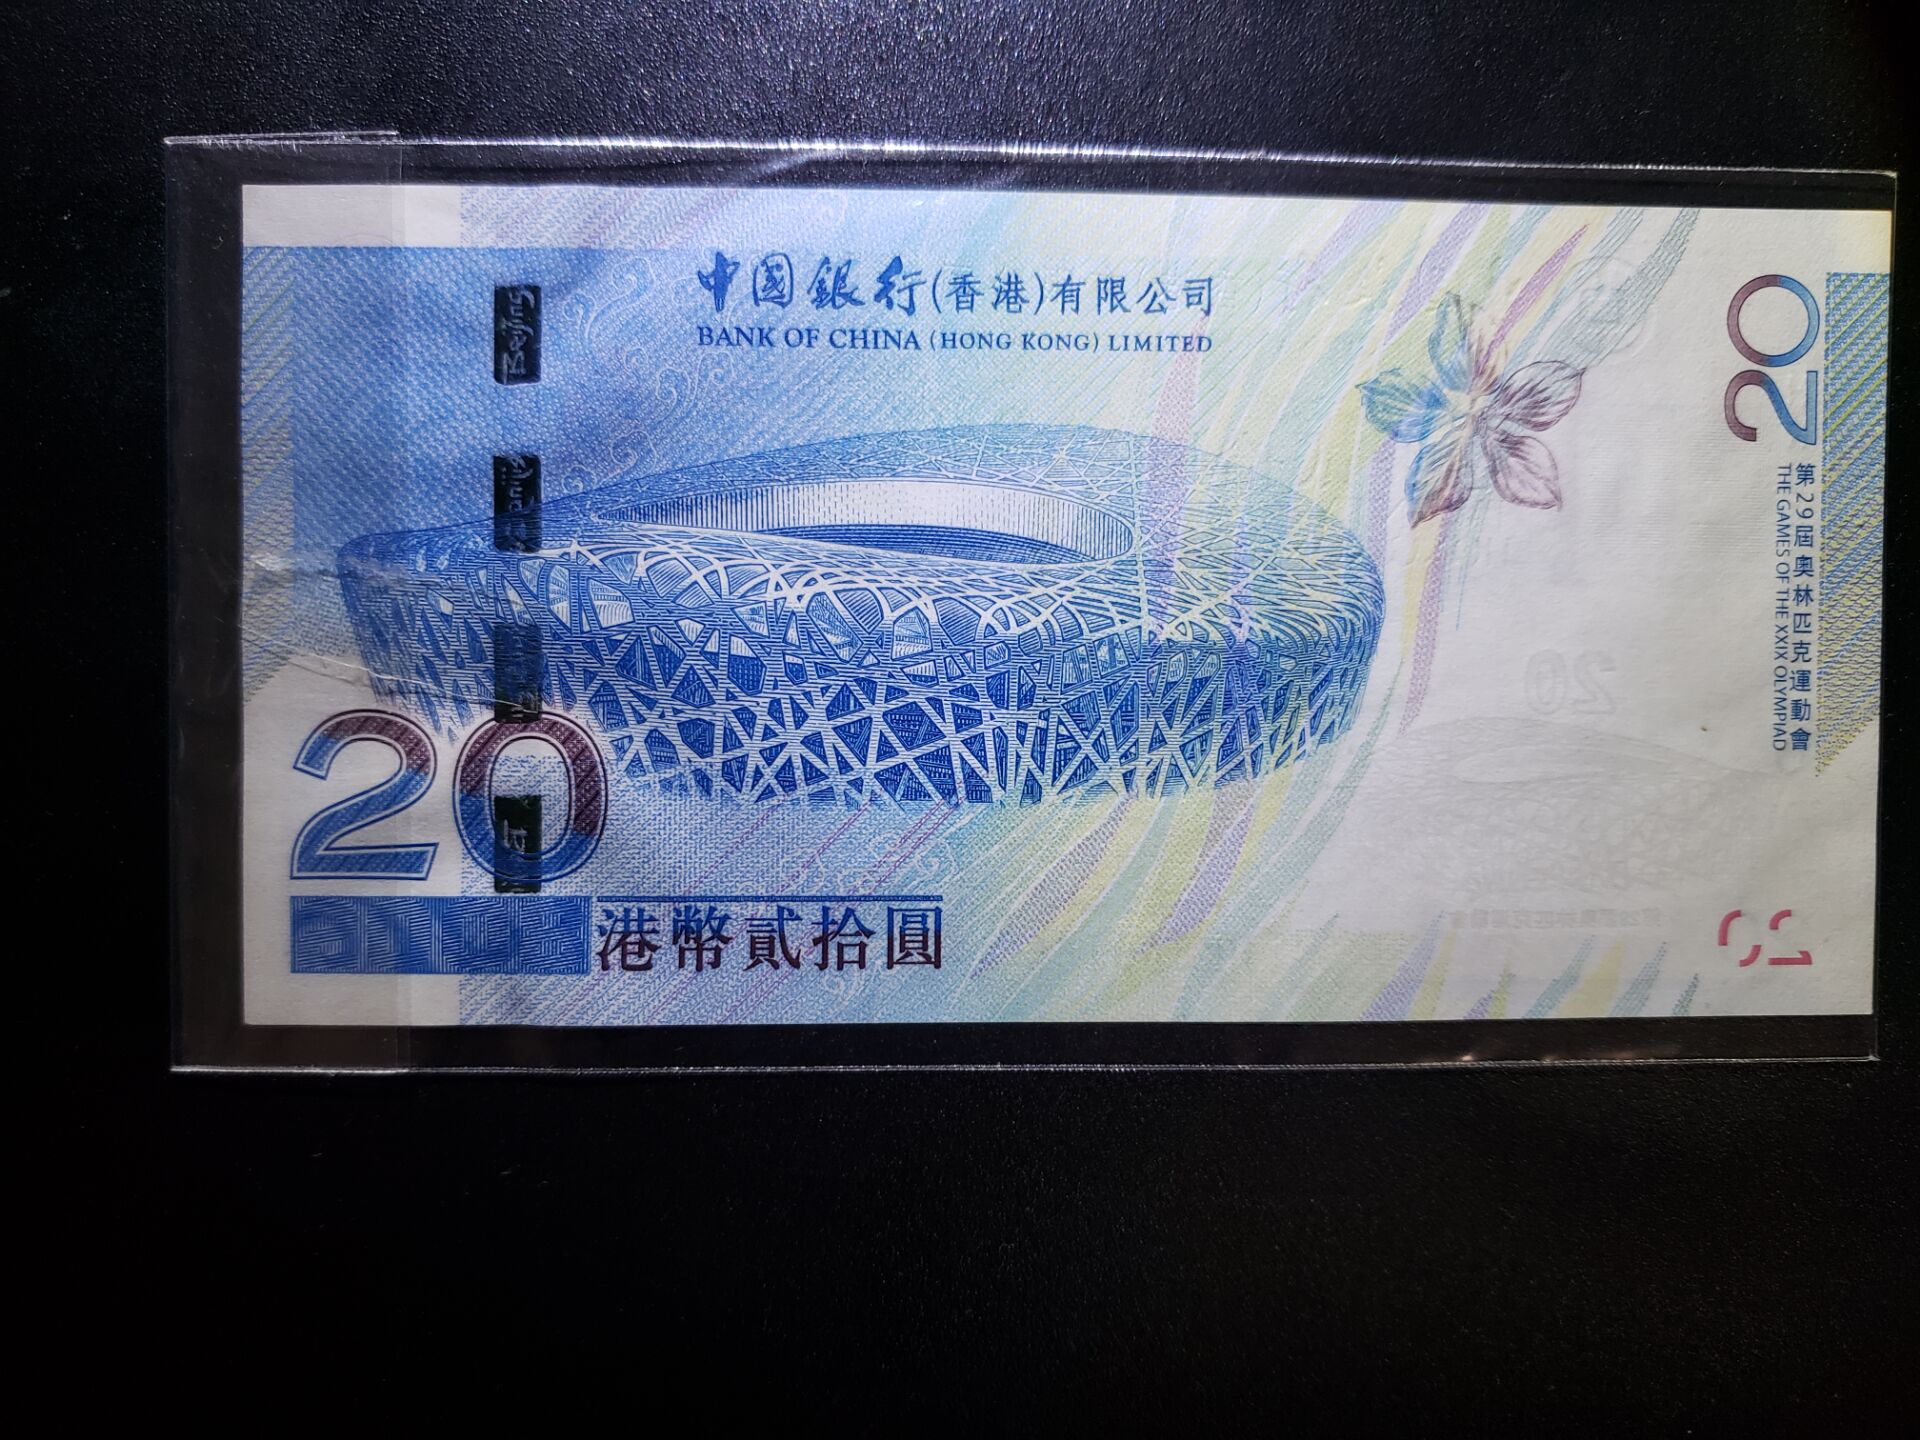 中國銀行(香港)有限公司
BANK OF CHINA (HONG KONG) LIMITED
Beijing
20
港幣貳拾圓
20
第29屆奧林匹克運動會
THE GAMES OF THE XXIX OLYMPIAD
20